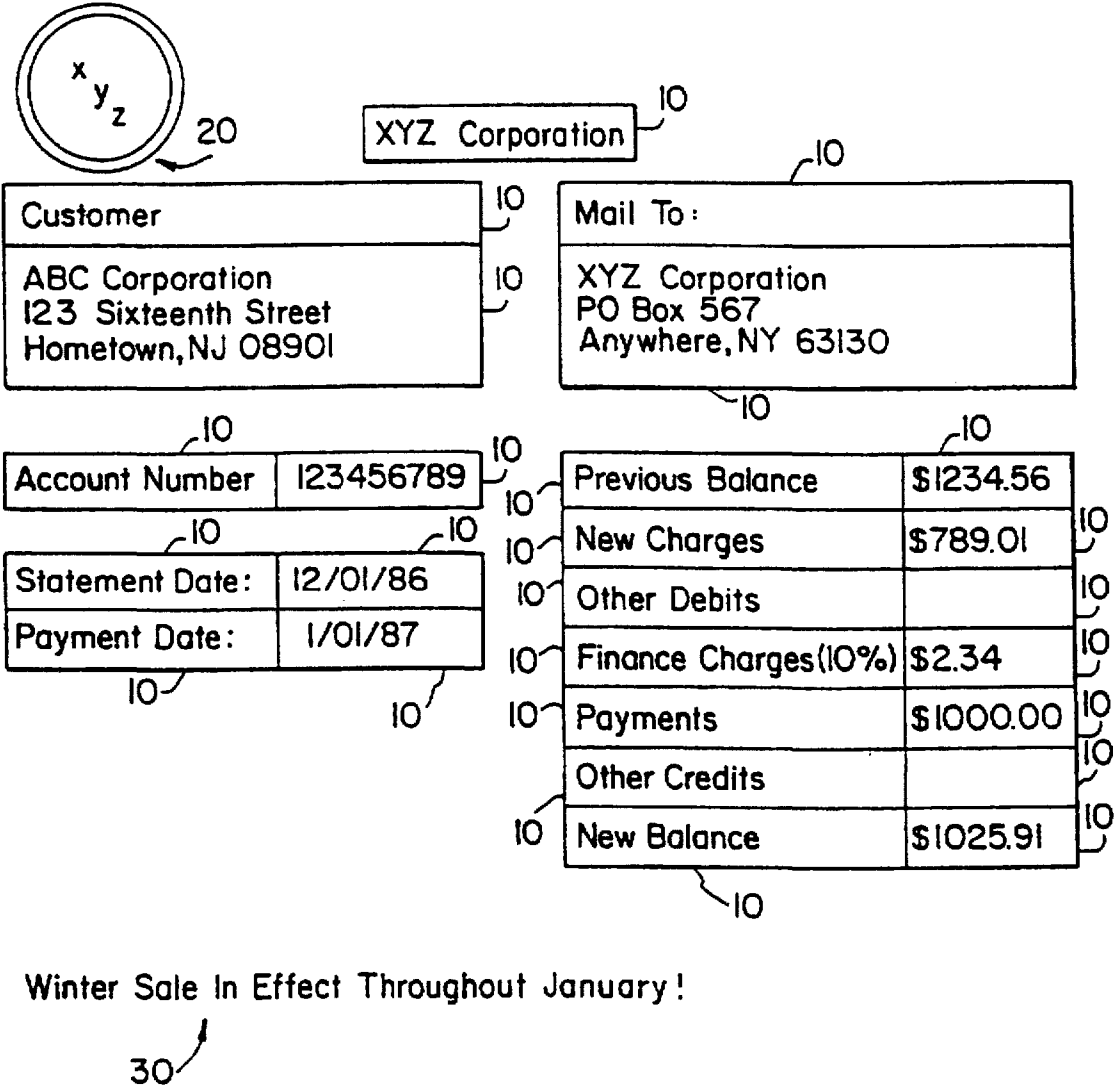 x
y
z
20
XYZ Corporation
10
Customer
10
ABC Corporation
123 Sixteenth Street
Hometown, NJ 08901
10
10
Mail To:
XYZ Corporation
PO Box 567
Anywhere, NY 63130
10
10
Account Number 123456789
10
10
10
Statement Date: 12/01/86
Payment Date: 1/01/87
10
10
10
10 Previous Balance $1234.56
10 New Charges $789.01 10
10 Other Debits 10
10 Finance Charges(10%) $2.34 10
10 Payments $1000.00 10
Other Credits 10
10 New Balance $1025.91 10
10
Winter Sale In Effect Throughout January!
30